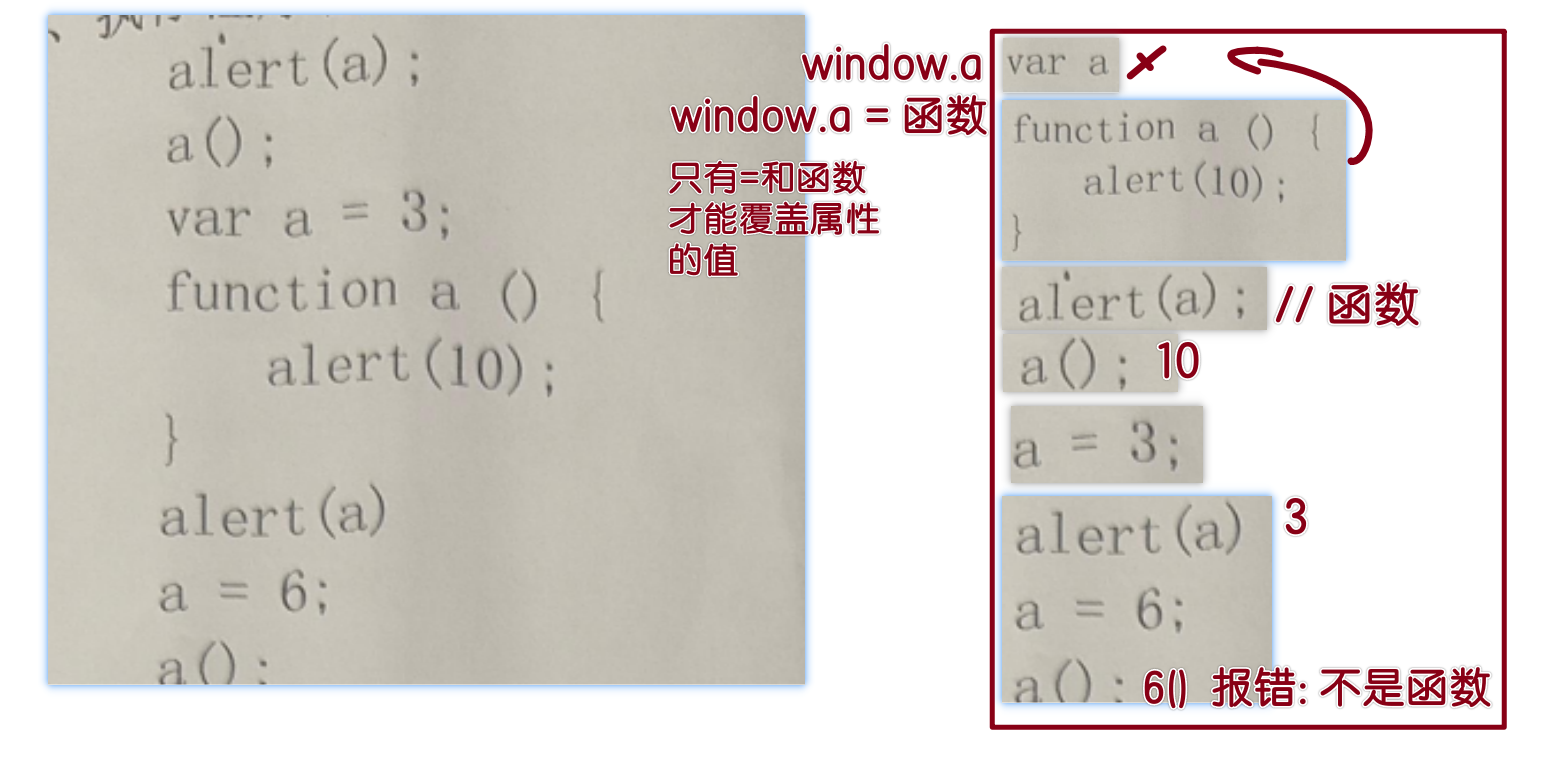 alert(a);
a();
var a = 3;
function a () {
alert(10);
}
alert(a)
a = 6;
a();
window.a
window.a = 函数
只有=和函数
才能覆盖属性
的值
var a
function a () {
alert(10);
}
alert(a); // 函数
a(); 10
a = 3;
alert(a) 3
a = 6;
a(); 6() 报错: 不是函数